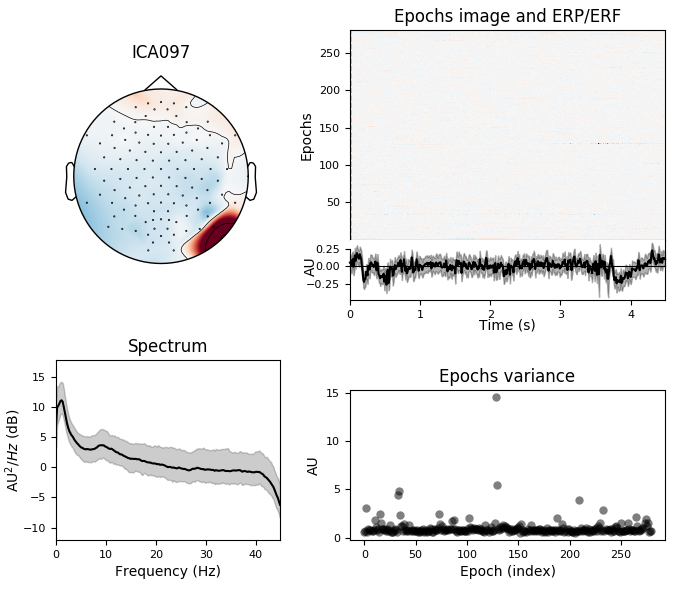 ICA097
Epochs image and ERP/ERF
Epochs
250
200
150
100
50
AU
0.25
0.00
−0.25
0 1 2 3 4
Time (s)
Spectrum
AU²/Hz (dB)
15
10
5
0
−5
−10
0 10 20 30 40
Frequency (Hz)
Epochs variance
AU
15
10
5
0
0 50 100 150 200 250
Epoch (index)